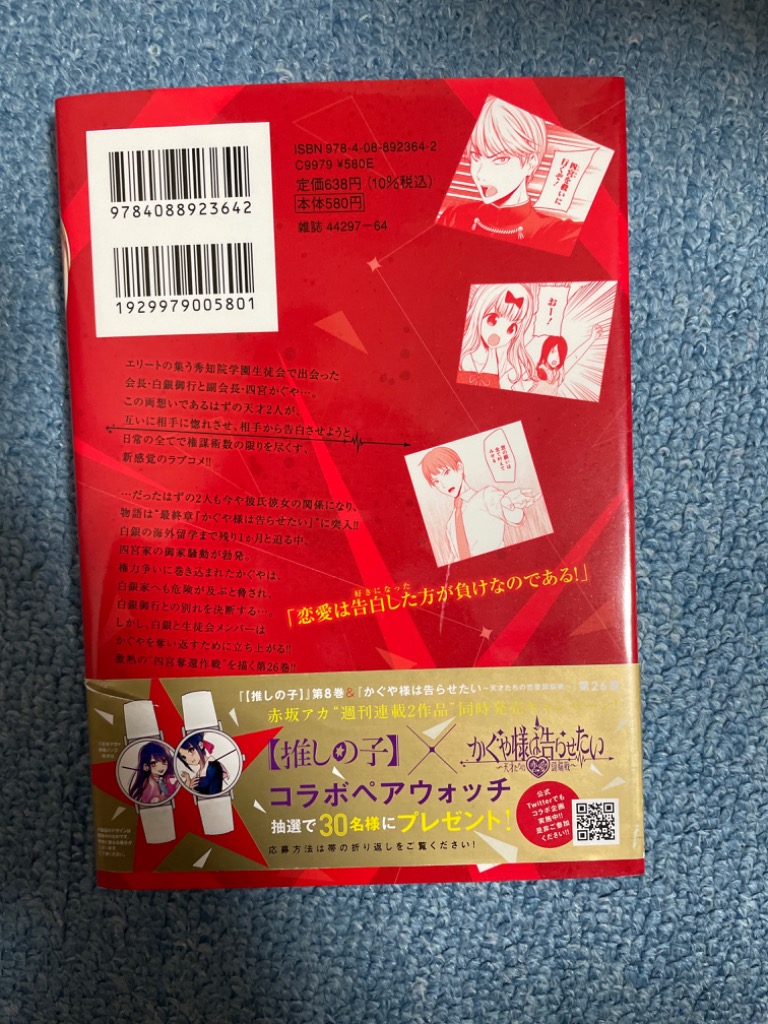 ISBN 978-4-08-892364-2
C9979 ¥580E
定価638円(10%税込)
本体580円
雑誌 44297-64
9784088923642
1929979005801
四宮を救いに
行くぞ!
おー!
エリートの集う秀知院学園生徒会で出会った
会長・白銀御行と副会長・四宮かぐや…。
この両想いであるはずの天才2人が、
互いに相手に惚れさせ、相手から告白させようと
日常の全てで権謀術数の限りを尽くす、
新感覚のラブコメ!!
…だったはずの2人も今や彼氏彼女の関係になり、
物語は“最終章「かぐや様は告らせたい」”に突入!!
白銀の海外留学まで残り1か月と迫る中、
四宮家の御家騒動が勃発。
権力争いに巻き込まれたかぐやは、
白銀家へも危険が及ぶと脅され、
白銀御行との別れを決断する…。
しかし、白銀と生徒会メンバーは
かぐやを奪い返すために立ち上がる!!
激熱の“四宮奪還作戦”を描く第26巻!!
好きになった
「恋愛は告白した方が負けなのである!」
「【推しの子】」第8巻&「かぐや様は告らせたい~天才たちの恋愛頭脳戦~」第26巻
赤坂アカ“週刊連載2作品”同時発売
【推しの子】×かぐや様は告らせたい
~天才たちの恋愛頭脳戦~
コラボペアウォッチ
抽選で30名様にプレゼント!
応募方法は帯の折り返しをご覧ください!
公式
Twitterでも
コラボ企画
実施中!!
是非ご参加
ください!!